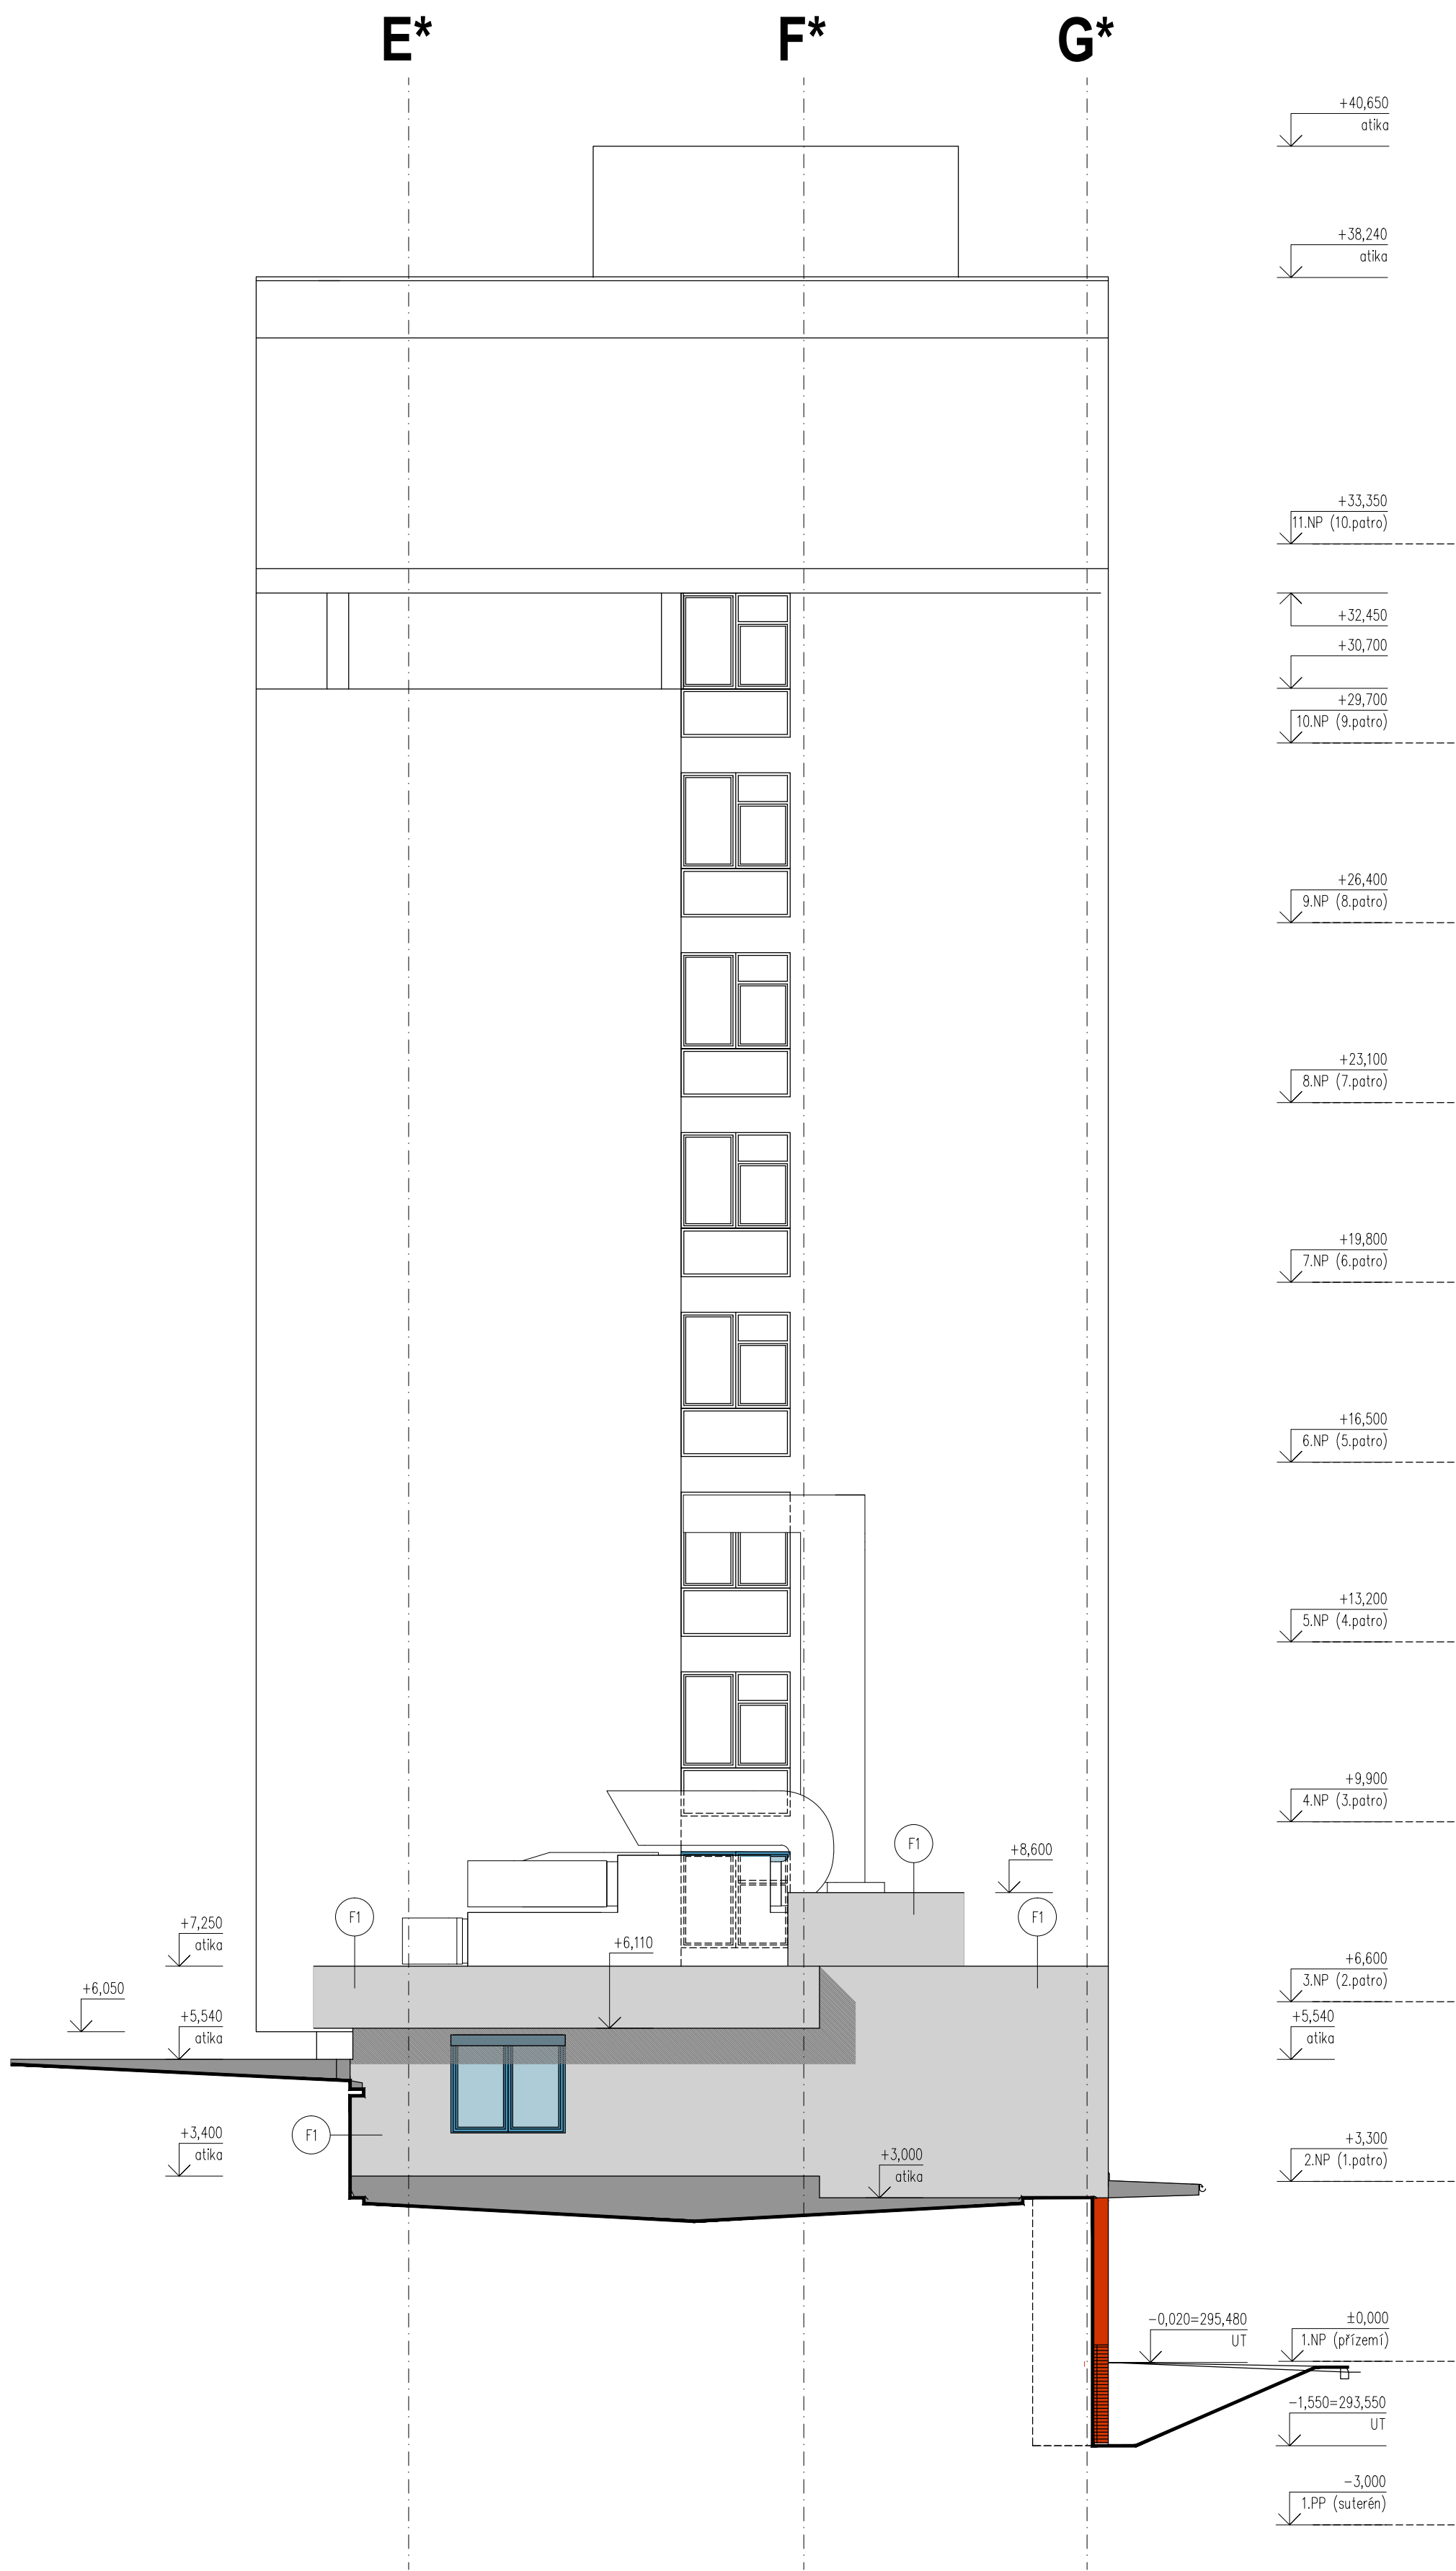 E* F* G*
+40,650
atika
+38,240
atika
+33,350
11.NP (10.patro)
+32,450
+30,700
+29,700
10.NP (9.patro)
+26,400
9.NP (8.patro)
+23,100
8.NP (7.patro)
+19,800
7.NP (6.patro)
+16,500
6.NP (5.patro)
+13,200
5.NP (4.patro)
+9,900
4.NP (3.patro)
F1
+8,600
F1
F1
+7,250
atika
+6,110
+6,600
3.NP (2.patro)
+6,050
+5,540
atika
+5,540
atika
F1
+3,400
atika
+3,000
atika
+3,300
2.NP (1.patro)
-0,020=295,480
UT
±0,000
1.NP (přízemí)
-1,550=293,550
UT
-3,000
1.PP (suterén)